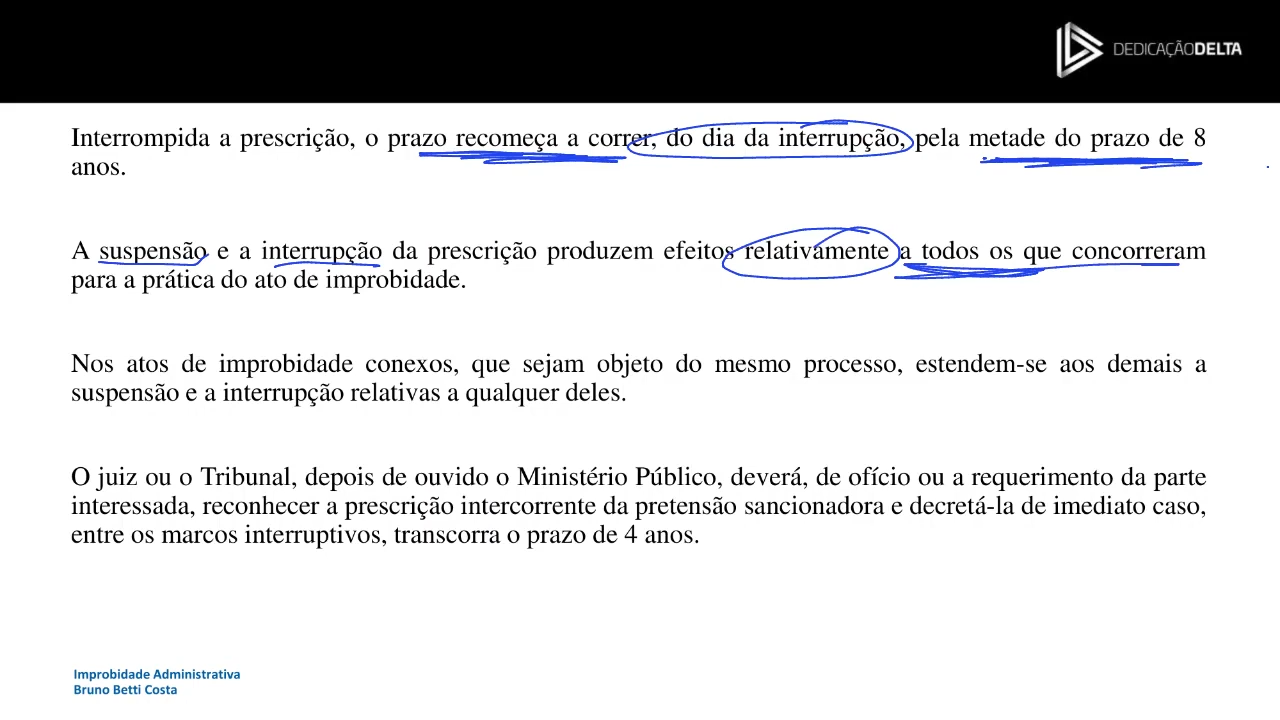 DEDICAÇÃODELTA
Interrompida a prescrição, o prazo recomeça a correr, do dia da interrupção, pela metade do prazo de 8
anos.
A suspensão e a interrupção da prescrição produzem efeitos relativamente a todos os que concorreram
para a prática do ato de improbidade.
Nos atos de improbidade conexos, que sejam objeto do mesmo processo, estendem-se aos demais a
suspensão e a interrupção relativas a qualquer deles.
O juiz ou o Tribunal, depois de ouvido o Ministério Público, deverá, de ofício ou a requerimento da parte
interessada, reconhecer a prescrição intercorrente da pretensão sancionadora e decretá-la de imediato caso,
entre os marcos interruptivos, transcorra o prazo de 4 anos.
Improbidade Administrativa
Bruno Betti Costa